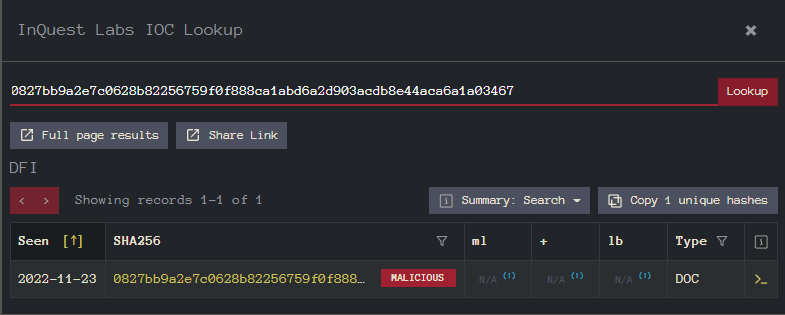 InQuest Labs IOC Lookup
0827bb9a2e7c0628b82256759f0f888ca1abd6a2d903acdb8e44aca6a1a03467 Lookup
Full page results Share Link
DFI
Showing records 1-1 of 1 Summary: Search Copy 1 unique hashes
Seen [↑] SHA256 ml + lb Type
2022-11-23 0827bb9a2e7c0628b82256759f0f888... MALICIOUS N/A (!) N/A (!) N/A (!) DOC